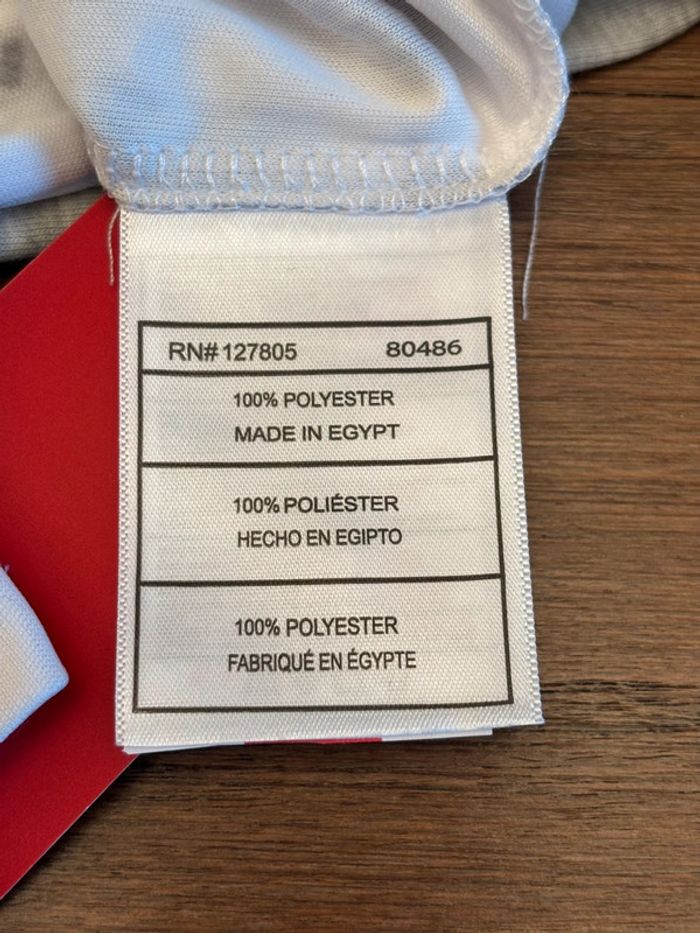 RN# 127805 80486
100% POLYESTER
MADE IN EGYPT
100% POLIÉSTER
HECHO EN EGIPTO
100% POLYESTER
FABRIQUÉ EN ÉGYPTE